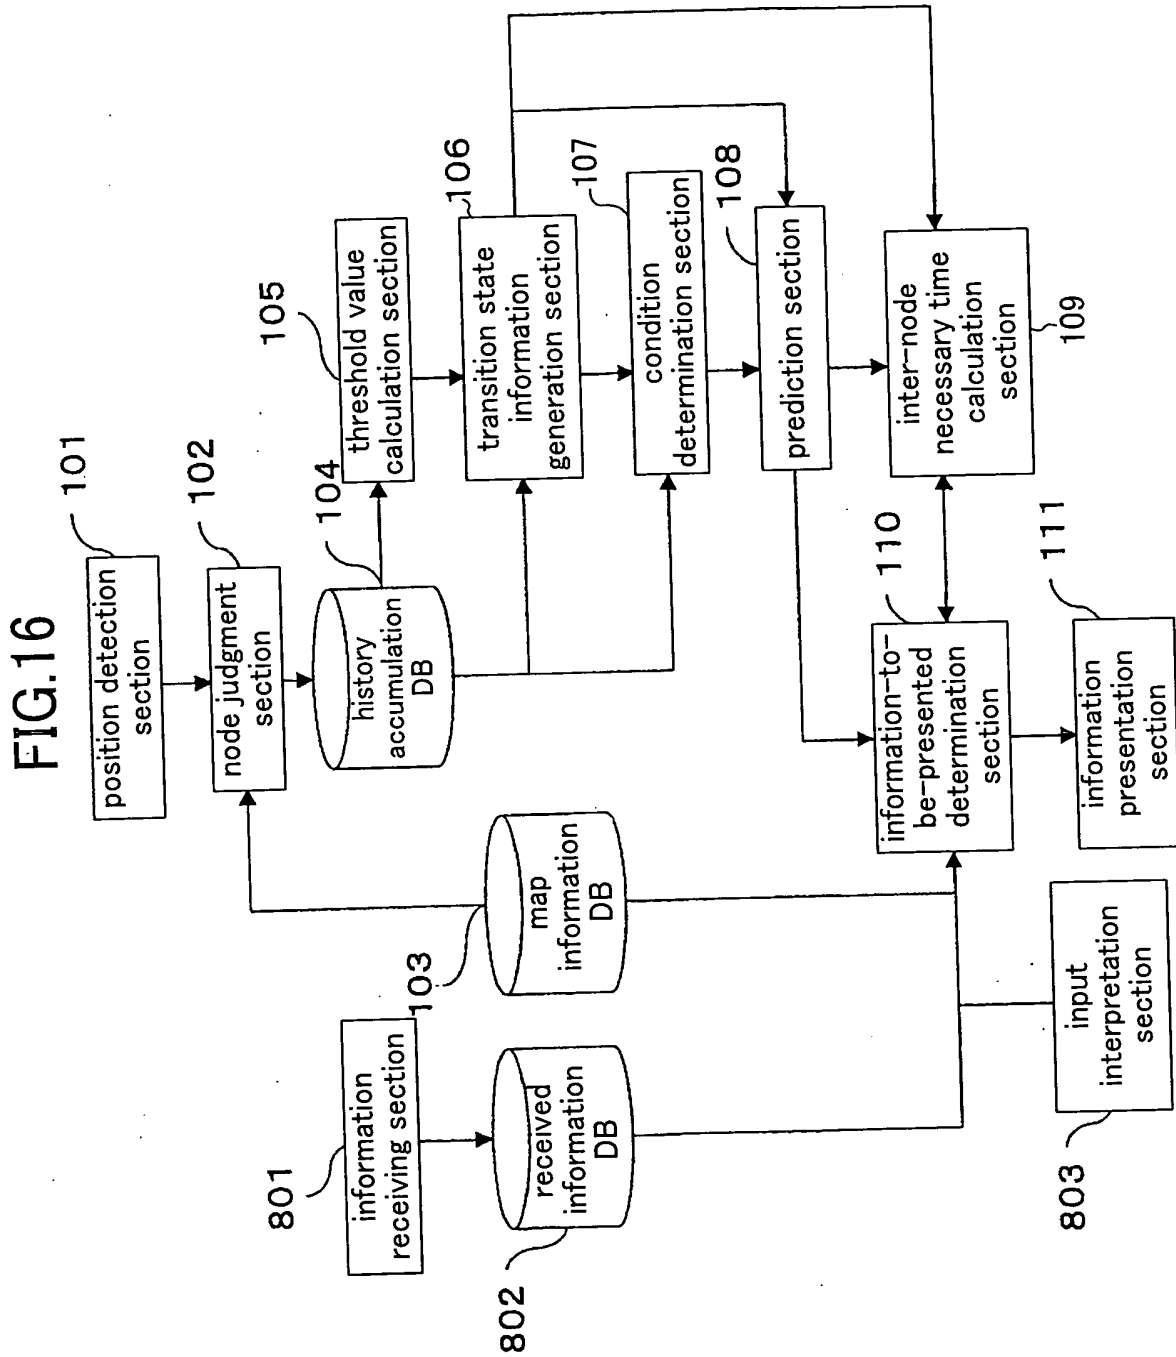 FIG.16
101
position detection
section
102
node judgment
section
104
history
accumulation
DB
105
threshold value
calculation section
106
transition state
information
generation section
107
condition
determination section
108
prediction section
inter-node
necessary time
calculation
section
109
103
map
information
DB
801
information
receiving section
802
received
information
DB
110
information-to-
be-presented
determination
section
111
information
presentation
section
input
interpretation
section
803